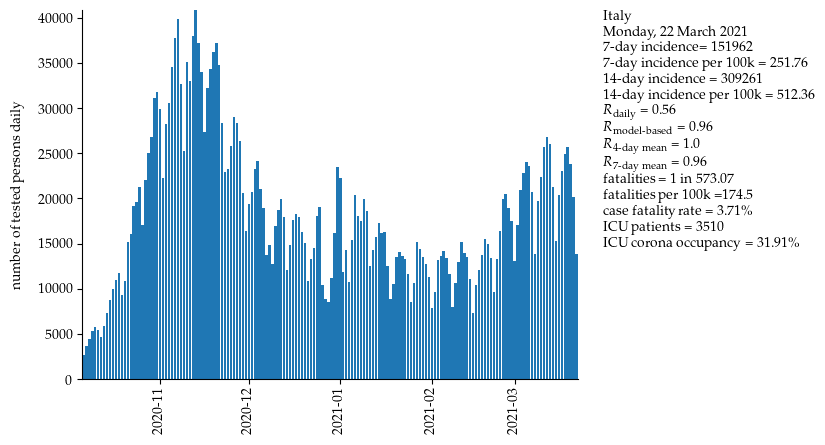 40000
35000
30000
25000
20000
15000
10000
5000
0
number of tested persons daily
2020-11
2020-12
2021-01
2021-02
2021-03
Italy
Monday, 22 March 2021
7-day incidence= 151962
7-day incidence per 100k = 251.76
14-day incidence = 309261
14-day incidence per 100k = 512.36
R daily = 0.56
R model-based = 0.96
R 4-day mean = 1.0
R 7-day mean = 0.96
fatalities = 1 in 573.07
fatalities per 100k =174.5
case fatality rate = 3.71%
ICU patients = 3510
ICU corona occupancy = 31.91%